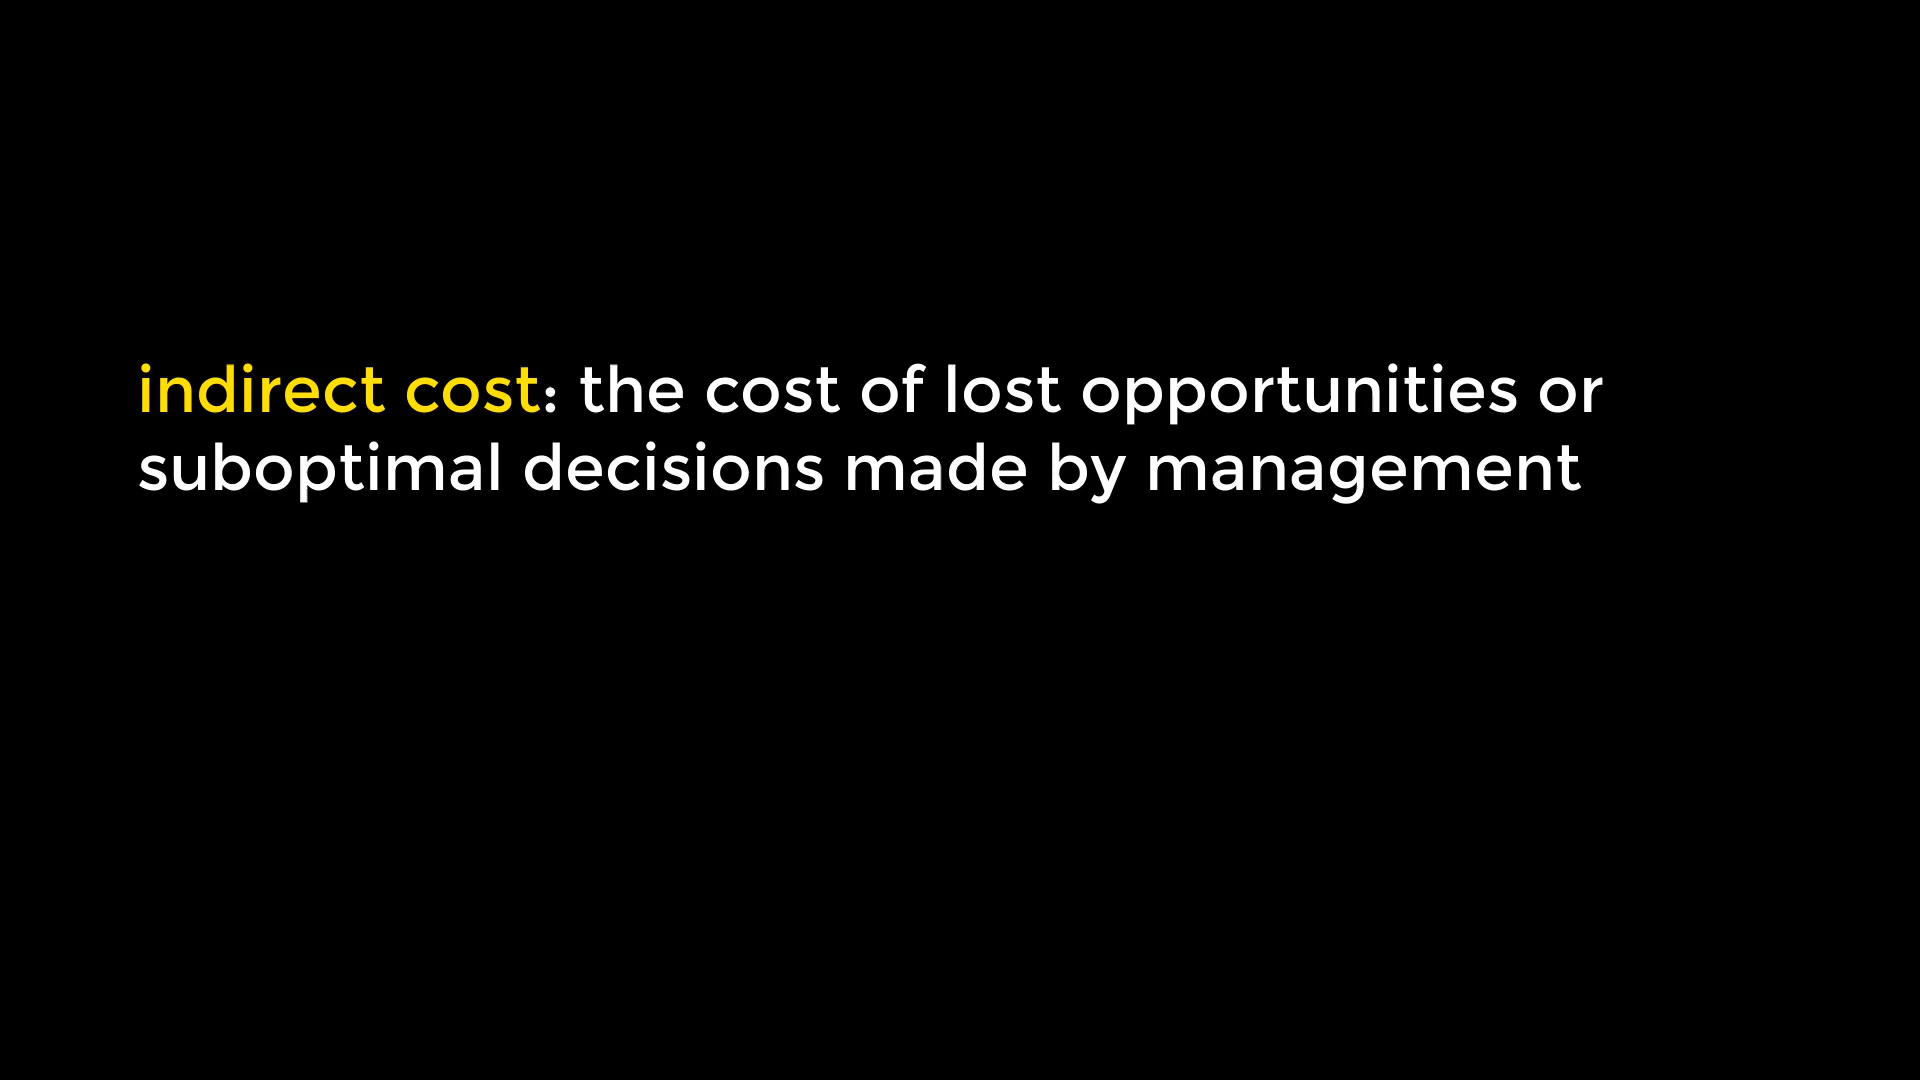 indirect cost: the cost of lost opportunities or
suboptimal decisions made by management